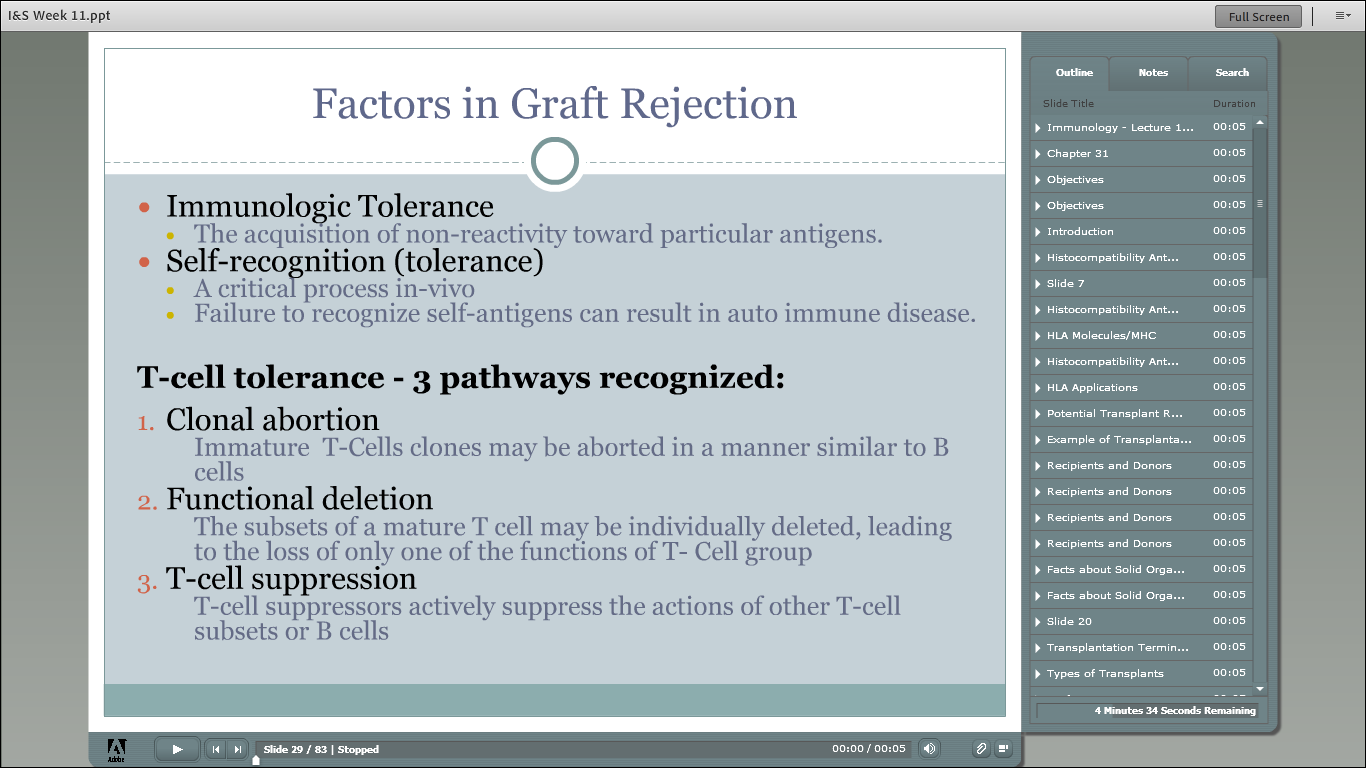 I&S Week 11.ppt
Full Screen
Factors in Graft Rejection
• Immunologic Tolerance
• The acquisition of non-reactivity toward particular antigens.
• Self-recognition (tolerance)
• A critical process in-vivo
• Failure to recognize self-antigens can result in auto immune disease.
T-cell tolerance - 3 pathways recognized:
1. Clonal abortion
Immature T-Cells clones may be aborted in a manner similar to B
cells
2. Functional deletion
The subsets of a mature T cell may be individually deleted, leading
to the loss of only one of the functions of T- Cell group
3. T-cell suppression
T-cell suppressors actively suppress the actions of other T-cell
subsets or B cells
Outline Notes Search
Slide Title Duration
Immunology - Lecture 1... 00:05
Chapter 31 00:05
Objectives 00:05
Objectives 00:05
Introduction 00:05
Histocompatibility Ant... 00:05
Slide 7 00:05
Histocompatibility Ant... 00:05
HLA Molecules/MHC 00:05
Histocompatibility Ant... 00:05
HLA Applications 00:05
Potential Transplant R... 00:05
Example of Transplanta... 00:05
Recipients and Donors 00:05
Recipients and Donors 00:05
Recipients and Donors 00:05
Recipients and Donors 00:05
Facts about Solid Orga... 00:05
Facts about Solid Orga... 00:05
Slide 20 00:05
Transplantation Termin... 00:05
Types of Transplants 00:05
4 Minutes 34 Seconds Remaining
Adobe
Slide 29 / 83 | Stopped 00:00 / 00:05